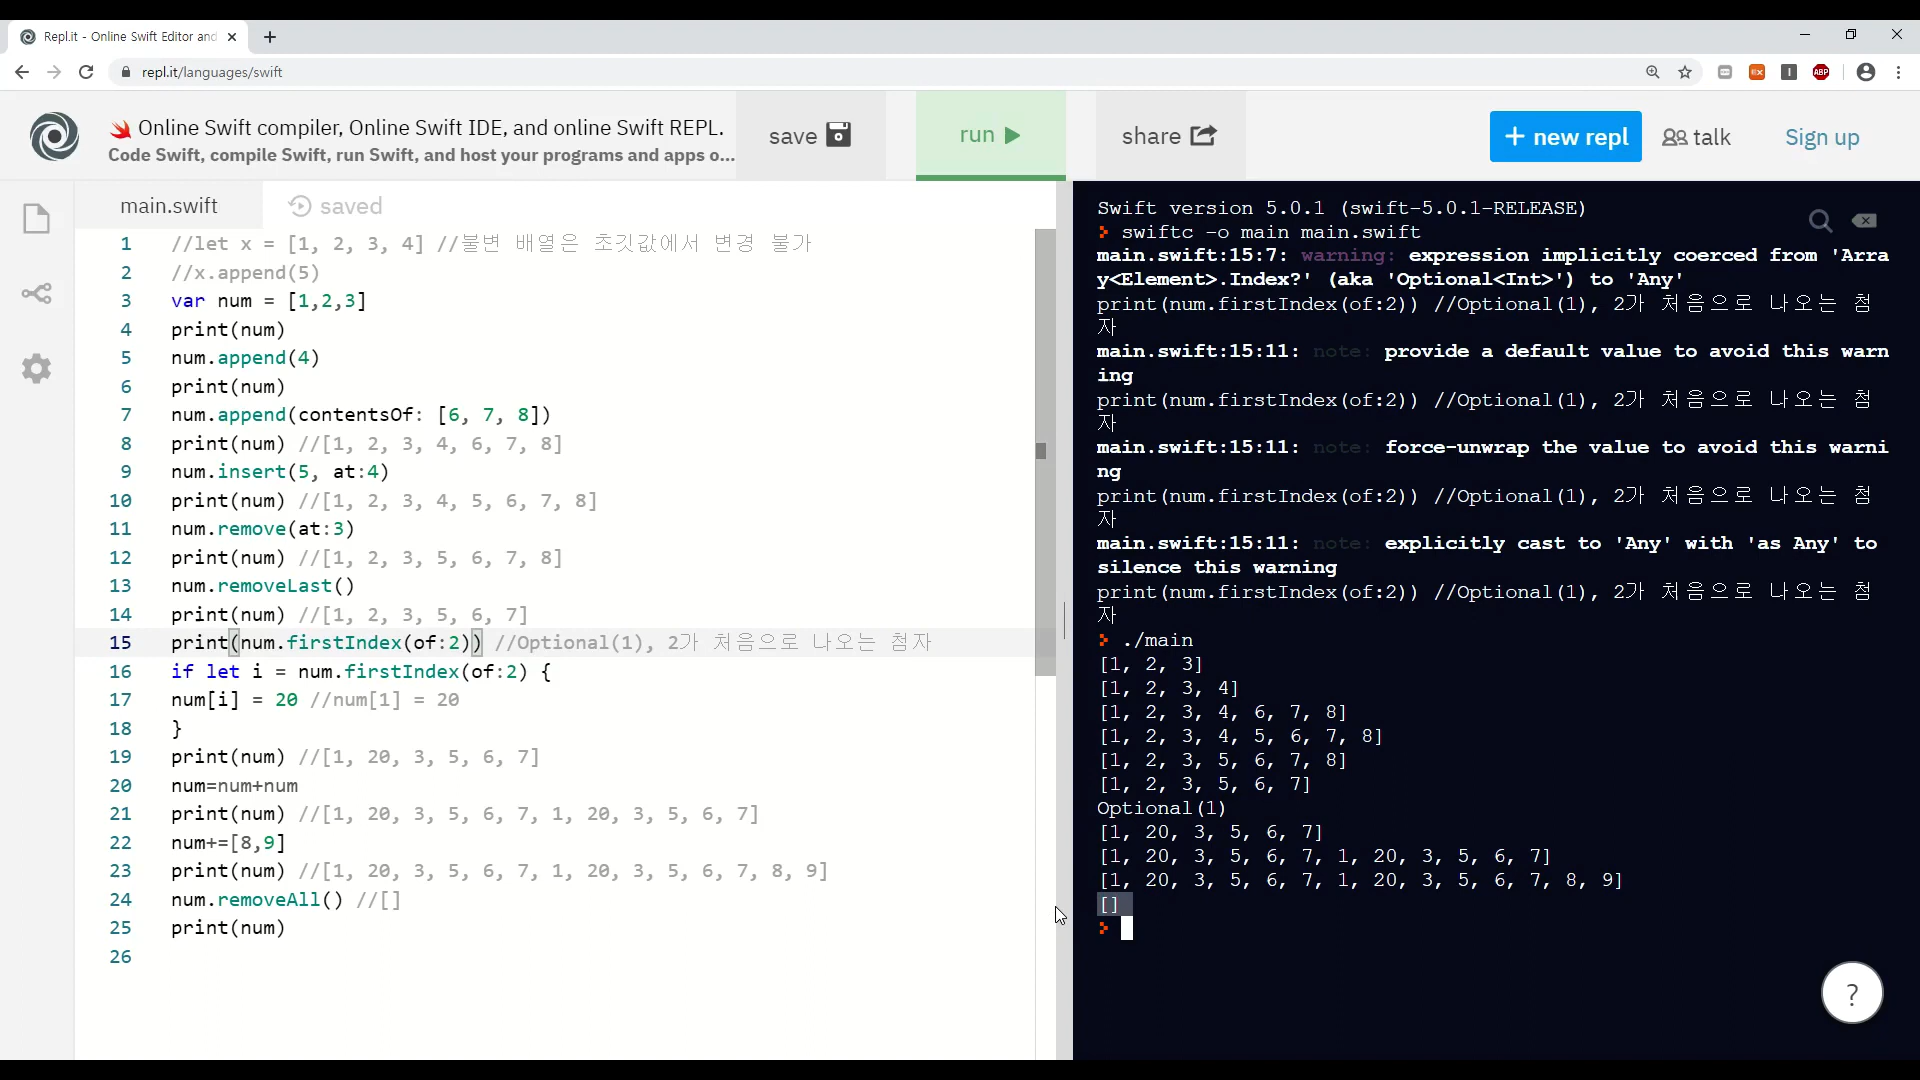 Repl.it - Online Swift Editor and
repl.it/languages/swift
ABP
Online Swift compiler, Online Swift IDE, and online Swift REPL.
Code Swift, compile Swift, run Swift, and host your programs and apps o...
save
run
share
+ new repl
talk
Sign up
main.swift
saved
1 //let x = [1, 2, 3, 4] //불변 배열은 초깃값에서 변경 불가
2 //x.append(5)
3 var num = [1,2,3]
4 print(num)
5 num.append(4)
6 print(num)
7 num.append(contentsOf: [6, 7, 8])
8 print(num) //[1, 2, 3, 4, 6, 7, 8]
9 num.insert(5, at:4)
10 print(num) //[1, 2, 3, 4, 5, 6, 7, 8]
11 num.remove(at:3)
12 print(num) //[1, 2, 3, 5, 6, 7, 8]
13 num.removeLast()
14 print(num) //[1, 2, 3, 5, 6, 7]
15 print(num.firstIndex(of:2)) //Optional(1), 2가 처음으로 나오는 첨자
16 if let i = num.firstIndex(of:2) {
17 num[i] = 20 //num[1] = 20
18 }
19 print(num) //[1, 20, 3, 5, 6, 7]
20 num=num+num
21 print(num) //[1, 20, 3, 5, 6, 7, 1, 20, 3, 5, 6, 7]
22 num+=[8,9]
23 print(num) //[1, 20, 3, 5, 6, 7, 1, 20, 3, 5, 6, 7, 8, 9]
24 num.removeAll() //[]
25 print(num)
26
Swift version 5.0.1 (swift-5.0.1-RELEASE)
swiftc -o main main.swift
main.swift:15:7: warning: expression implicitly coerced from 'Arra
y<Element>.Index?' (aka 'Optional<Int>') to 'Any'
print(num.firstIndex(of:2)) //Optional(1), 2가 처음으로 나오는 첨
자
main.swift:15:11: note: provide a default value to avoid this warn
ing
print(num.firstIndex(of:2)) //Optional(1), 2가 처음으로 나오는 첨
자
main.swift:15:11: note: force-unwrap the value to avoid this warni
ng
print(num.firstIndex(of:2)) //Optional(1), 2가 처음으로 나오는 첨
자
main.swift:15:11: note: explicitly cast to 'Any' with 'as Any' to
silence this warning
print(num.firstIndex(of:2)) //Optional(1), 2가 처음으로 나오는 첨
자
./main
[1, 2, 3]
[1, 2, 3, 4]
[1, 2, 3, 4, 6, 7, 8]
[1, 2, 3, 4, 5, 6, 7, 8]
[1, 2, 3, 5, 6, 7, 8]
[1, 2, 3, 5, 6, 7]
Optional(1)
[1, 20, 3, 5, 6, 7]
[1, 20, 3, 5, 6, 7, 1, 20, 3, 5, 6, 7]
[1, 20, 3, 5, 6, 7, 1, 20, 3, 5, 6, 7, 8, 9]
[]
?